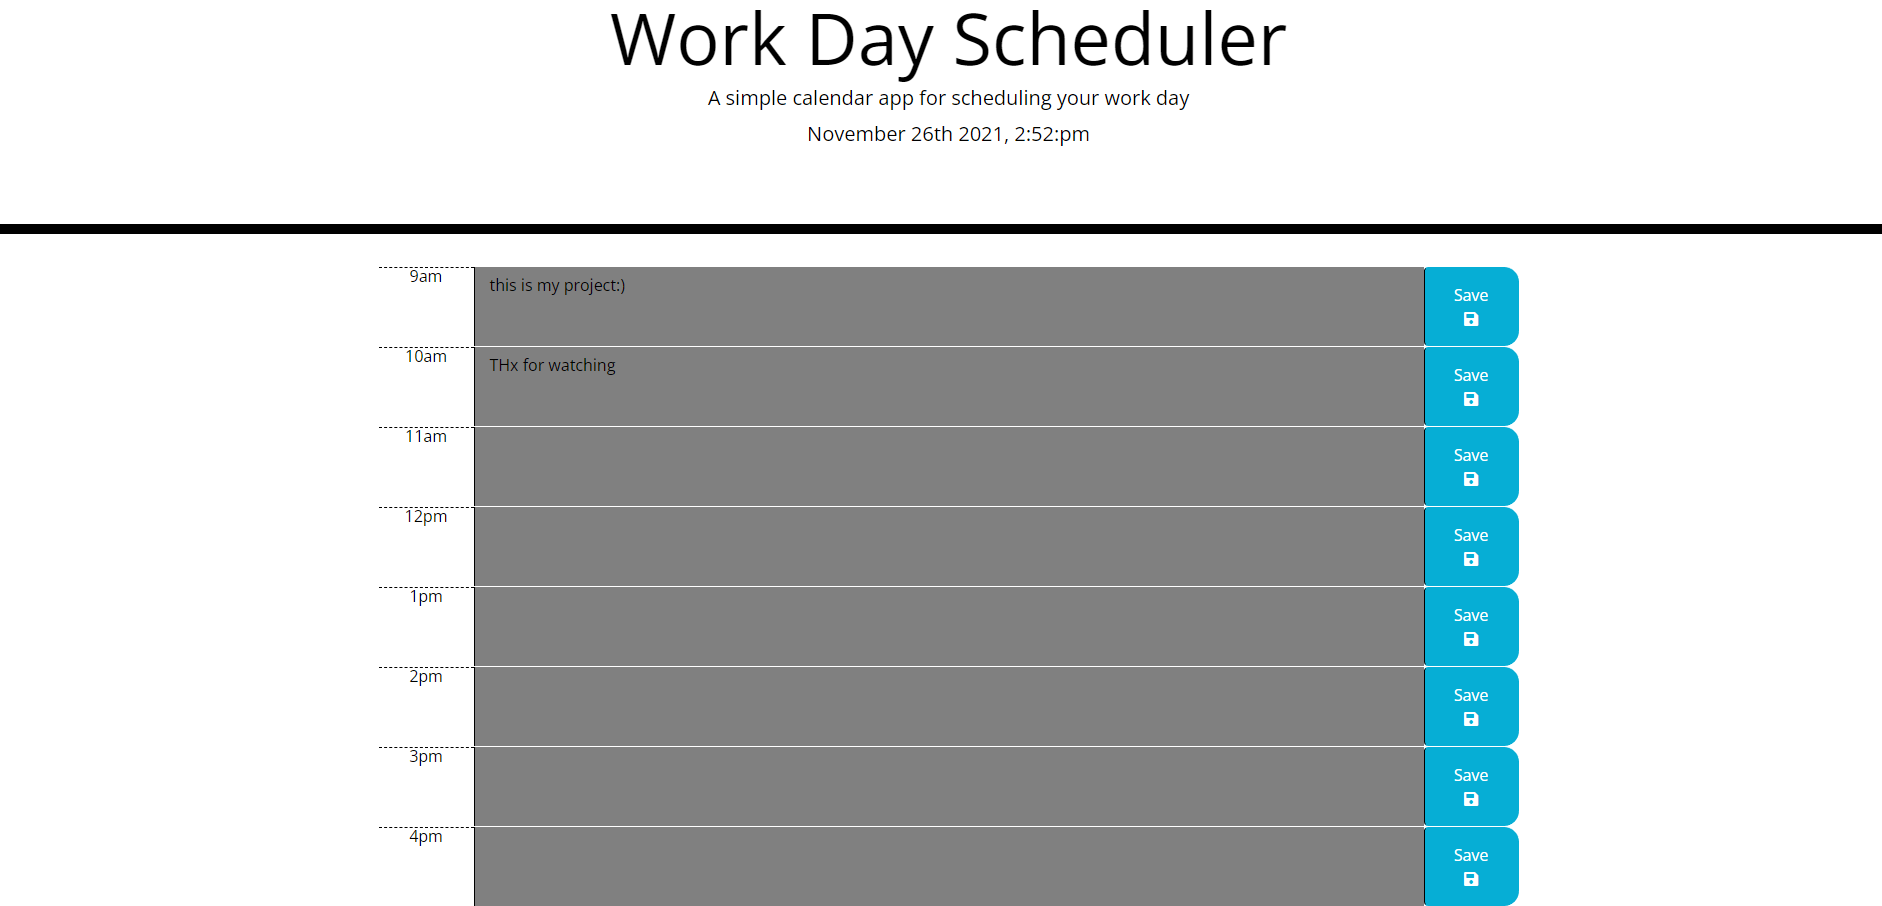 Work Day Scheduler
A simple calendar app for scheduling your work day
November 26th 2021, 2:52:pm
9am
this is my project:)
Save
10am
THx for watching
Save
11am
Save
12pm
Save
1pm
Save
2pm
Save
3pm
Save
4pm
Save